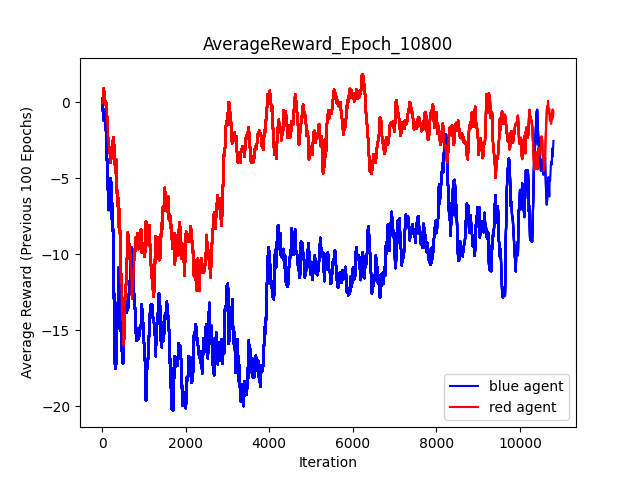 AverageReward_Epoch_10800
Average Reward (Previous 100 Epochs)
0
−5
−10
−15
−20
0
2000
4000
6000
8000
10000
Iteration
blue agent
red agent